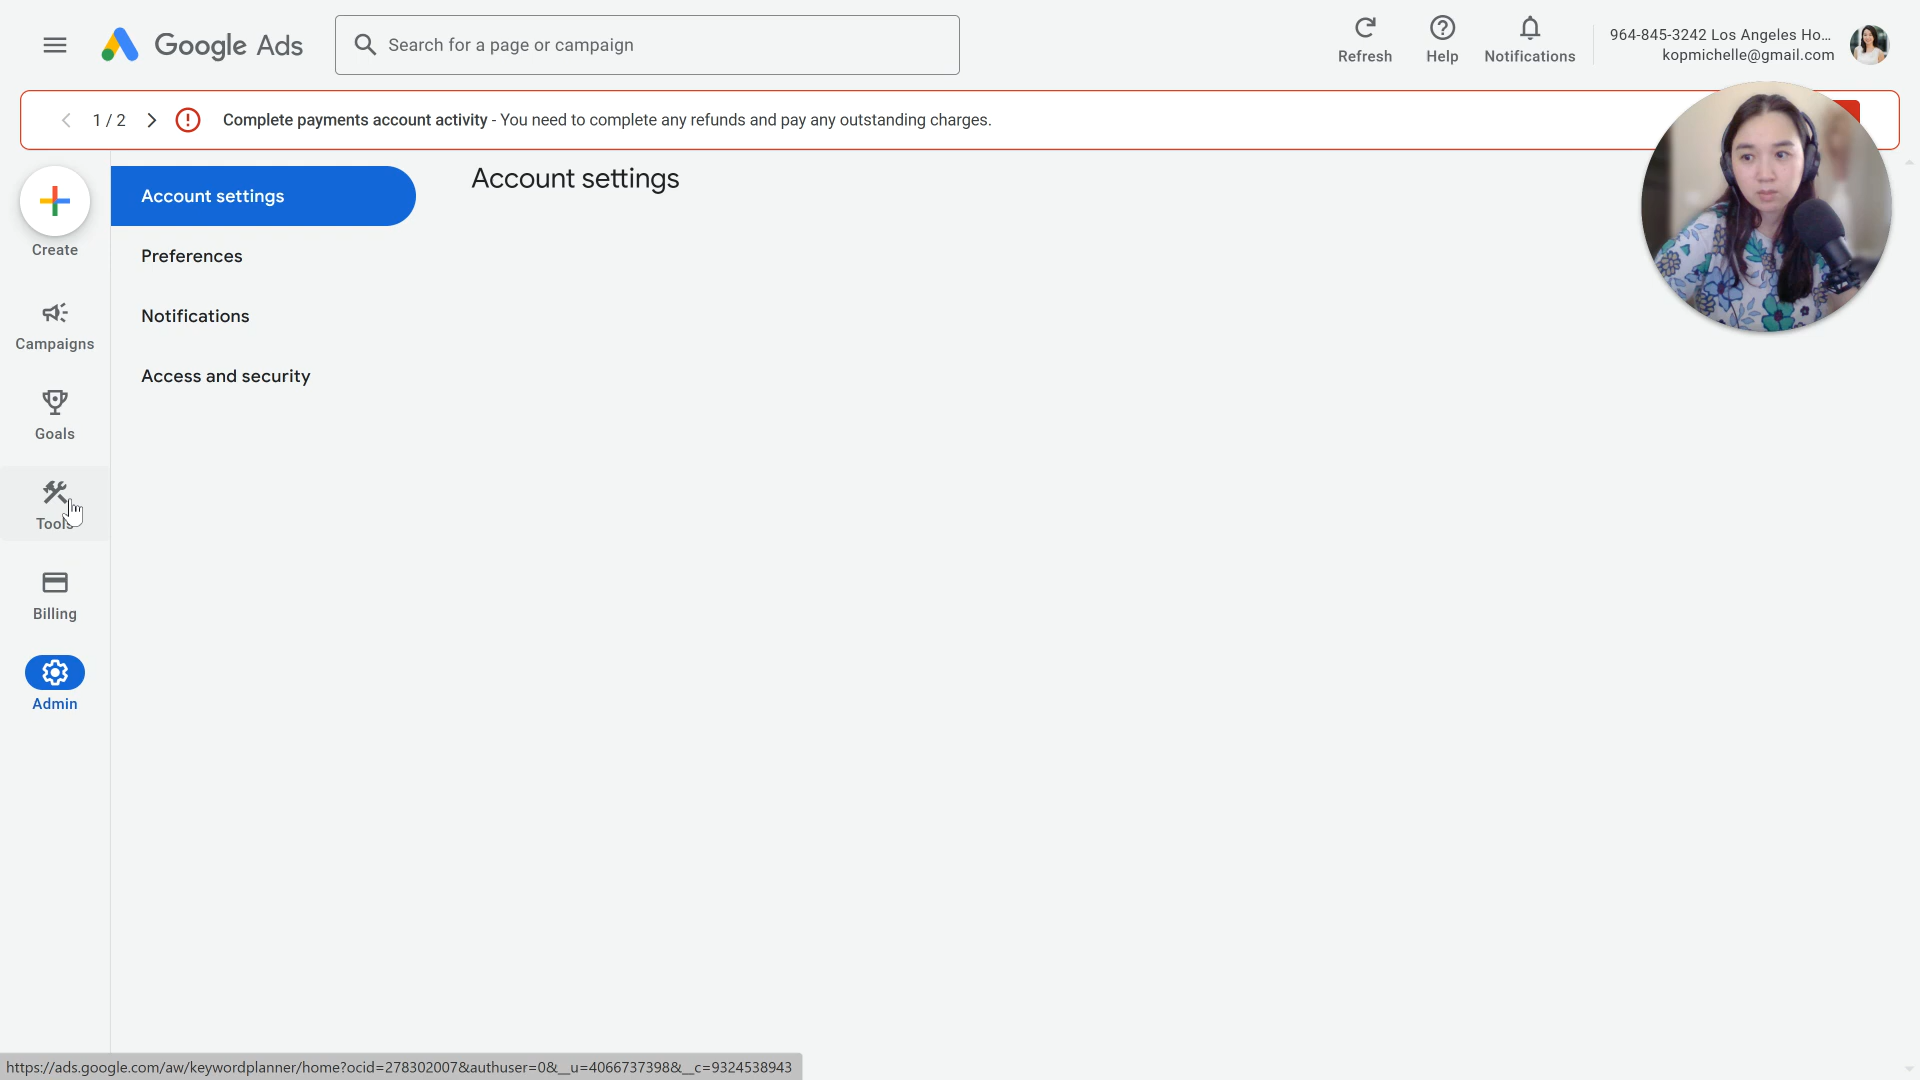 Google Ads
Search for a page or campaign
Refresh
Help
Notifications
964-845-3242 Los Angeles Ho...
kopmichelle@gmail.com
1 / 2
Complete payments account activity - You need to complete any refunds and pay any outstanding charges.
Create
Campaigns
Goals
Tools
Billing
Admin
Account settings
Preferences
Notifications
Access and security
Account settings
https://ads.google.com/aw/keywordplanner/home?ocid=278302007&authuser=0&__u=4066737398&__c=9324538943